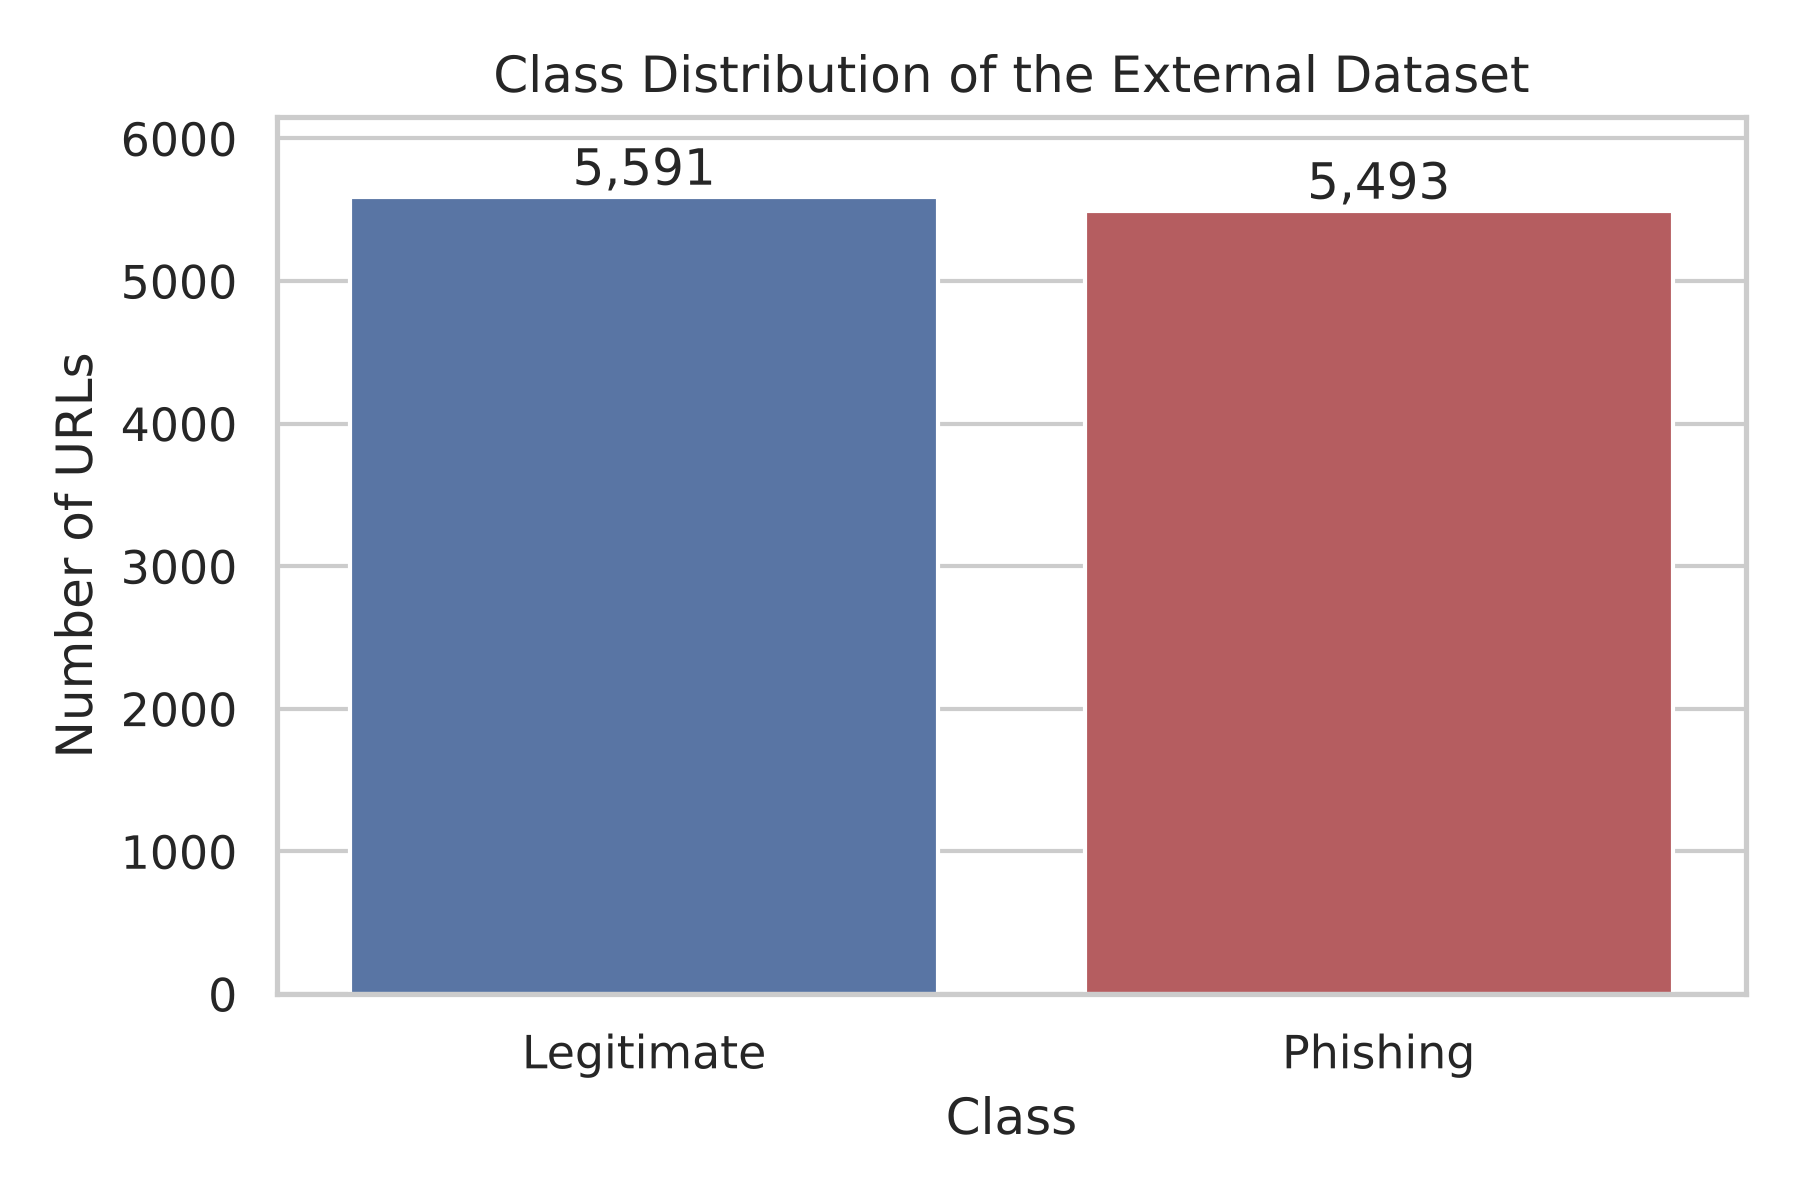 Class Distribution of the External Dataset
6000
5,591
5,493
5000
4000
3000
2000
1000
0
Number of URLs
Legitimate
Phishing
Class